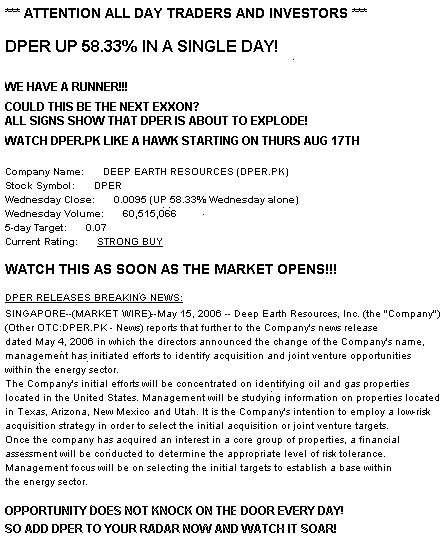 *** ATTENTION ALL DAY TRADERS AND INVESTORS ***
DPER UP 58.33% IN A SINGLE DAY!
WE HAVE A RUNNER!!!
COULD THIS BE THE NEXT EXXON?
ALL SIGNS SHOW THAT DPER IS ABOUT TO EXPLODE!
WATCH DPER.PK LIKE A HAWK STARTING ON THURS AUG 17TH
Company Name: DEEP EARTH RESOURCES (DPER.PK)
Stock Symbol: DPER
Wednesday Close: 0.0095 (UP 58.33% Wednesday alone)
Wednesday Volume: 60,515,066
5-day Target: 0.07
Current Rating: STRONG BUY
WATCH THIS AS SOON AS THE MARKET OPENS!!!
DPER RELEASES BREAKING NEWS:
SINGAPORE--(MARKET WIRE)--May 15, 2006 -- Deep Earth Resources, Inc. (the "Company")
(Other OTC:DPER.PK - News) reports that further to the Company's news release
dated May 4, 2006 in which the directors announced the change of the Company's name,
management has initiated efforts to identify acquisition and joint venture opportunities
within the energy sector.
The Company's initial efforts will be concentrated on identifying oil and gas properties
located in the United States. Management will be studying information on properties located
in Texas, Arizona, New Mexico and Utah. It is the Company's intention to employ a low-risk
acquisition strategy in order to select the initial acquisition or joint venture targets.
Once the company has acquired an interest in a core group of properties, a financial
assessment will be conducted to determine the appropriate level of risk tolerance.
Management focus will be on selecting the initial targets to establish a base within
the energy sector.
OPPORTUNITY DOES NOT KNOCK ON THE DOOR EVERY DAY!
SO ADD DPER TO YOUR RADAR NOW AND WATCH IT SOAR!